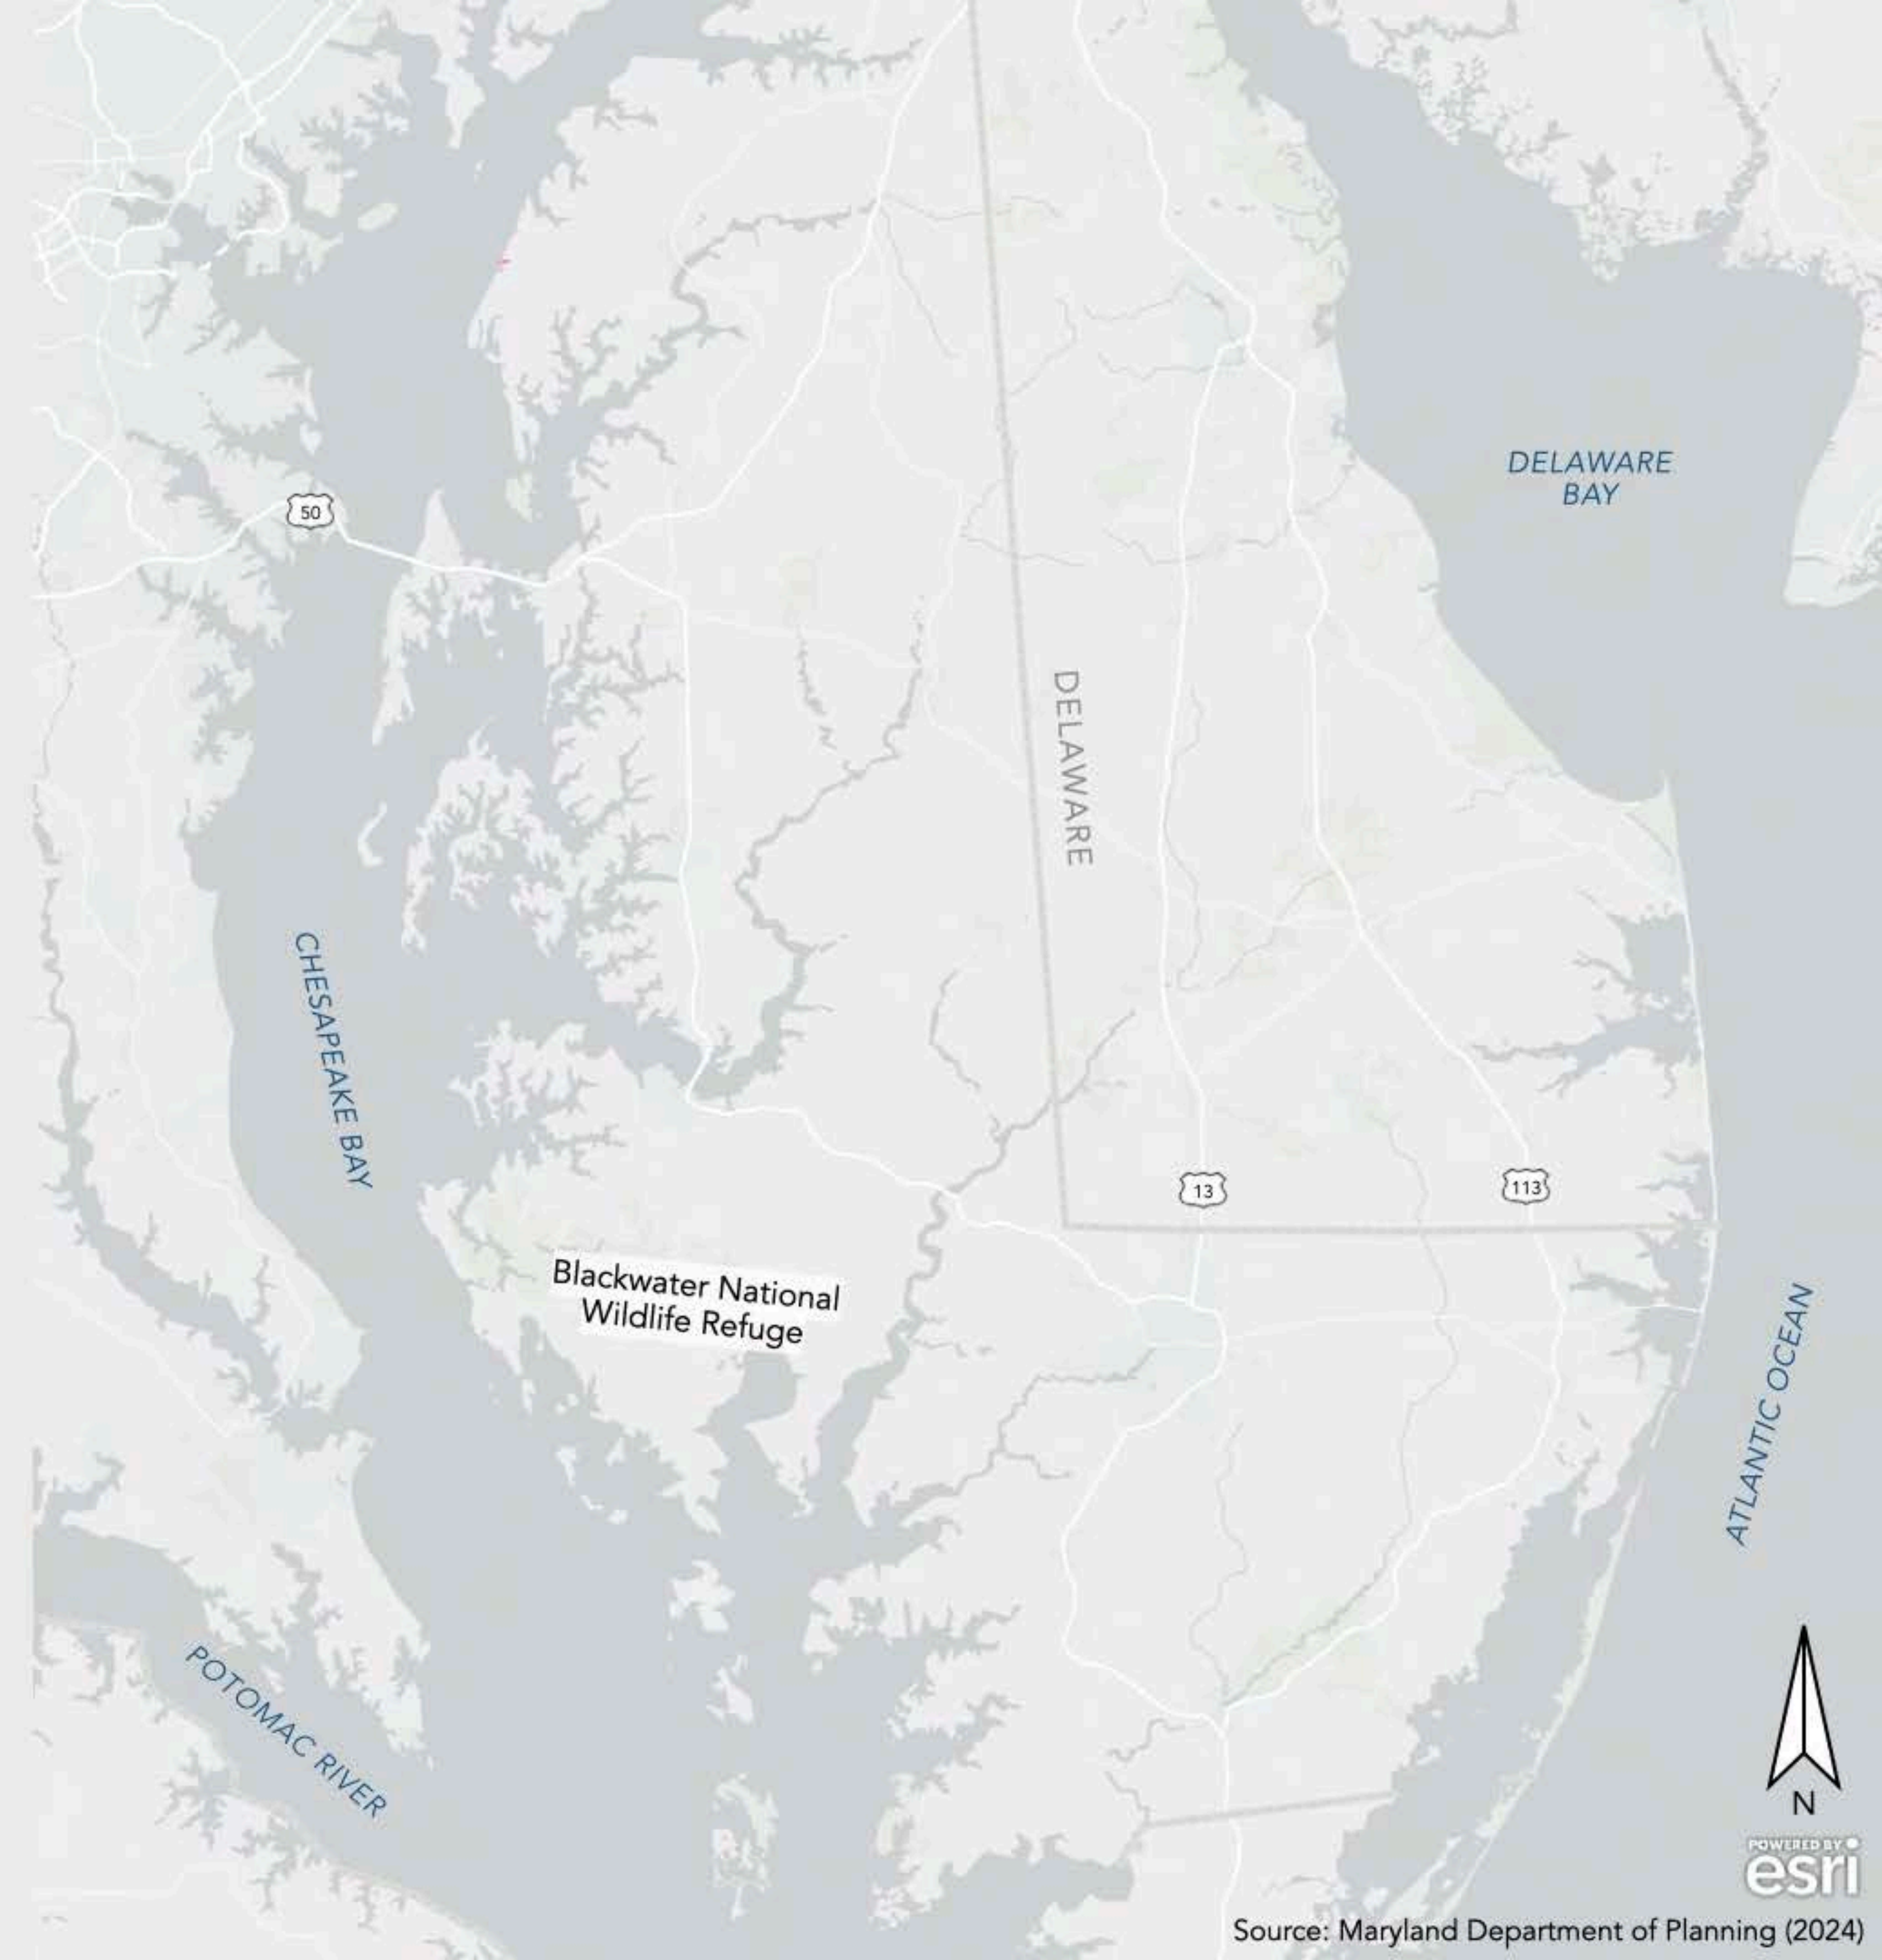 DELAWARE
BAY
50
DELAWARE
CHESAPEAKE BAY
13
113
Blackwater National
Wildlife Refuge
ATLANTIC OCEAN
POTOMAC RIVER
N
POWERED BY
esri
Source: Maryland Department of Planning (2024)